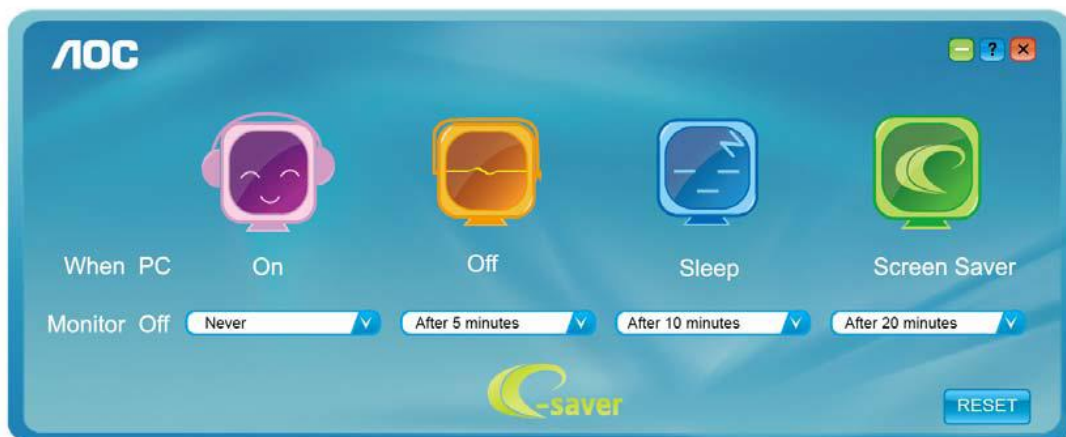 AOC
?
When PC On Off Sleep Screen Saver
Monitor Off Never After 5 minutes After 10 minutes After 20 minutes
e-saver
RESET